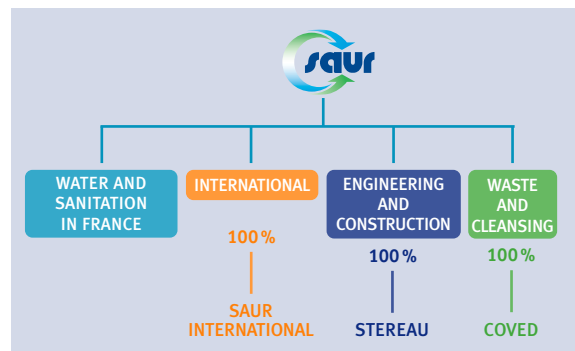 saur
WATER AND
SANITATION
IN FRANCE
INTERNATIONAL
ENGINEERING
AND
CONSTRUCTION
WASTE
AND
CLEANSING
100 %
SAUR
INTERNATIONAL
100 %
STEREAU
100 %
COVED